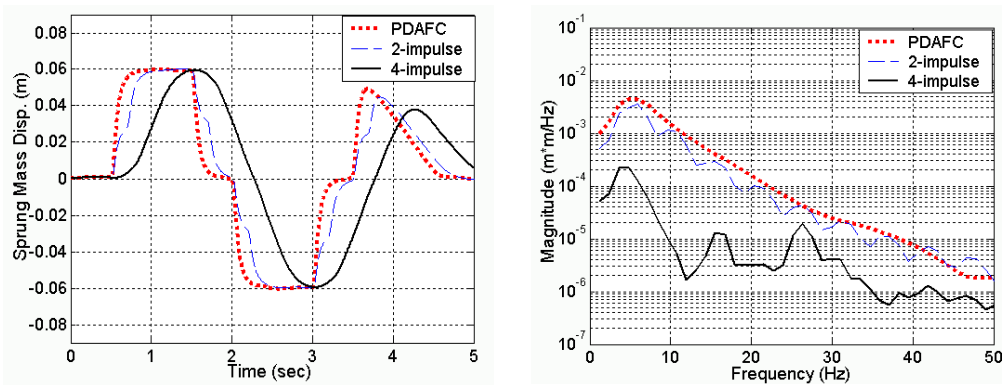 0.08
0.06
0.04
0.02
0
-0.02
-0.04
-0.06
-0.08
Sprung Mass Disp. (m)
0 1 2 3 4 5
Time (sec)
PDAFC
2-impulse
4-impulse
10^-1
10^-2
10^-3
10^-4
10^-5
10^-6
10^-7
Magnitude (m*m/Hz)
0 10 20 30 40 50
Frequency (Hz)
PDAFC
2-impulse
4-impulse